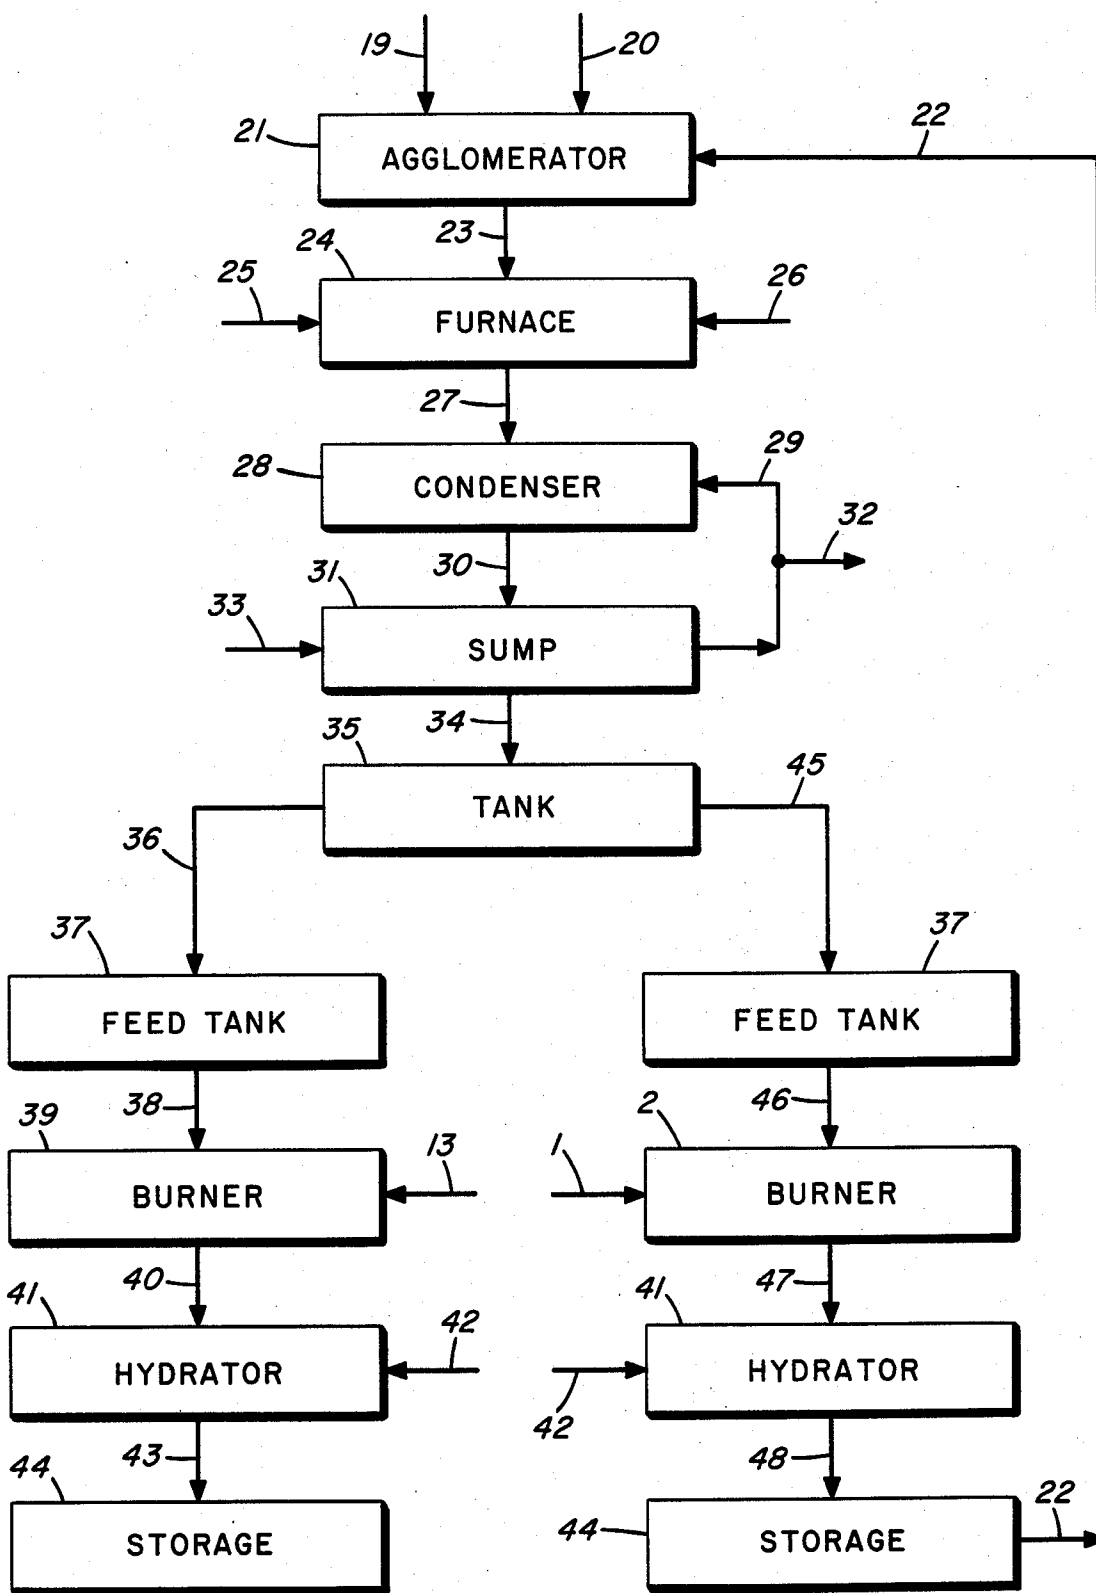 19
20
21
AGGLOMERATOR
22
23
24
25
FURNACE
26
27
28
CONDENSER
29
30
32
31
33
SUMP
34
35
TANK
45
36
37
FEED TANK
37
FEED TANK
38
46
39
BURNER
13
1
2
BURNER
40
47
41
HYDRATOR
42
42
41
HYDRATOR
43
48
44
STORAGE
44
STORAGE
22